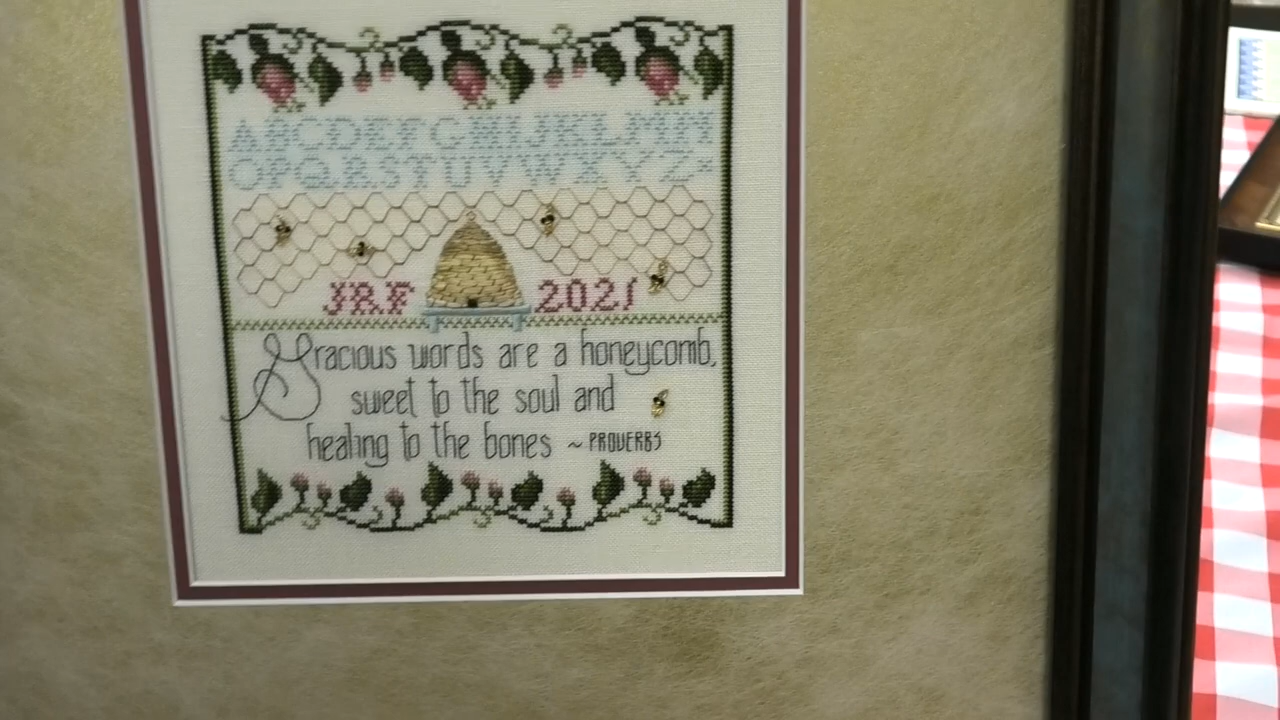 ABCDEFGHIJKLMN
OPQRSTUVWXYZ
JRF 2021
Gracious words are a honeycomb,
sweet to the soul and
healing to the bones ~ PROVERBS